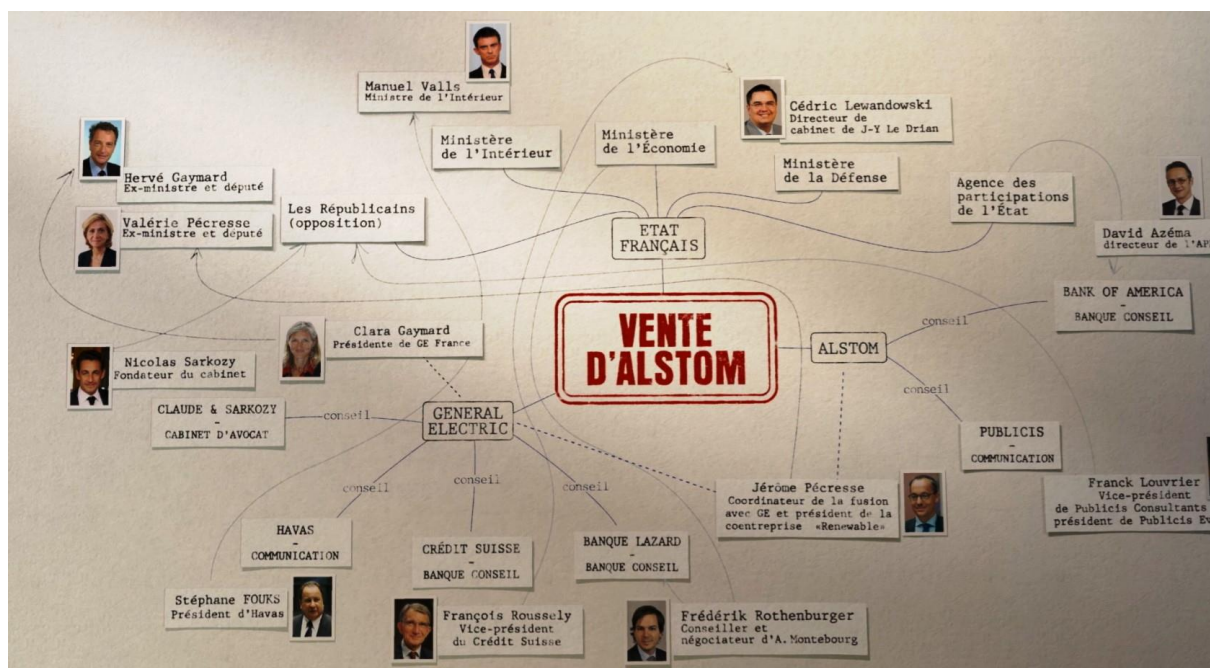 Manuel Valls
Ministre de l'Intérieur
Cédric Lewandowski
Directeur de
cabinet de J-Y Le Drian
Ministère
de l'Intérieur
Ministère
de l'Économie
Ministère
de la Défense
Hervé Gaymard
Ex-ministre et député
Valérie Pécresse
Ex-ministre et député
Les Républicains
(opposition)
Agence des
participations
de l'État
David Azéma
directeur de
ETAT
FRANÇAIS
BANK OF AMERICA
-
BANQUE CONSEIL
conseil
VENTE
D'ALSTOM
ALSTOM
Clara Gaymard
Présidente de GE France
Nicolas Sarkozy
Fondateur du cabinet
conseil
CLAUDE & SARKOZY
-
CABINET D'AVOCAT
conseil
GENERAL
ELECTRIC
PUBLICIS
-
COMMUNICATION
conseil
conseil
conseil
Jérôme Pécresse
Coordinateur de la fusion
avec GE et président de la
coentreprise «Renewable»
Franck Louvrier
Vice-président
de Publicis Consultants
président de Publicis
HAVAS
-
COMMUNICATION
CRÉDIT SUISSE
-
BANQUE CONSEIL
BANQUE LAZARD
-
BANQUE CONSEIL
Stéphane FOUKS
Président d'Havas
François Roussely
Vice-président
du Crédit Suisse
Frédérik Rothenburger
Conseiller et
négociateur d'A.Montebourg